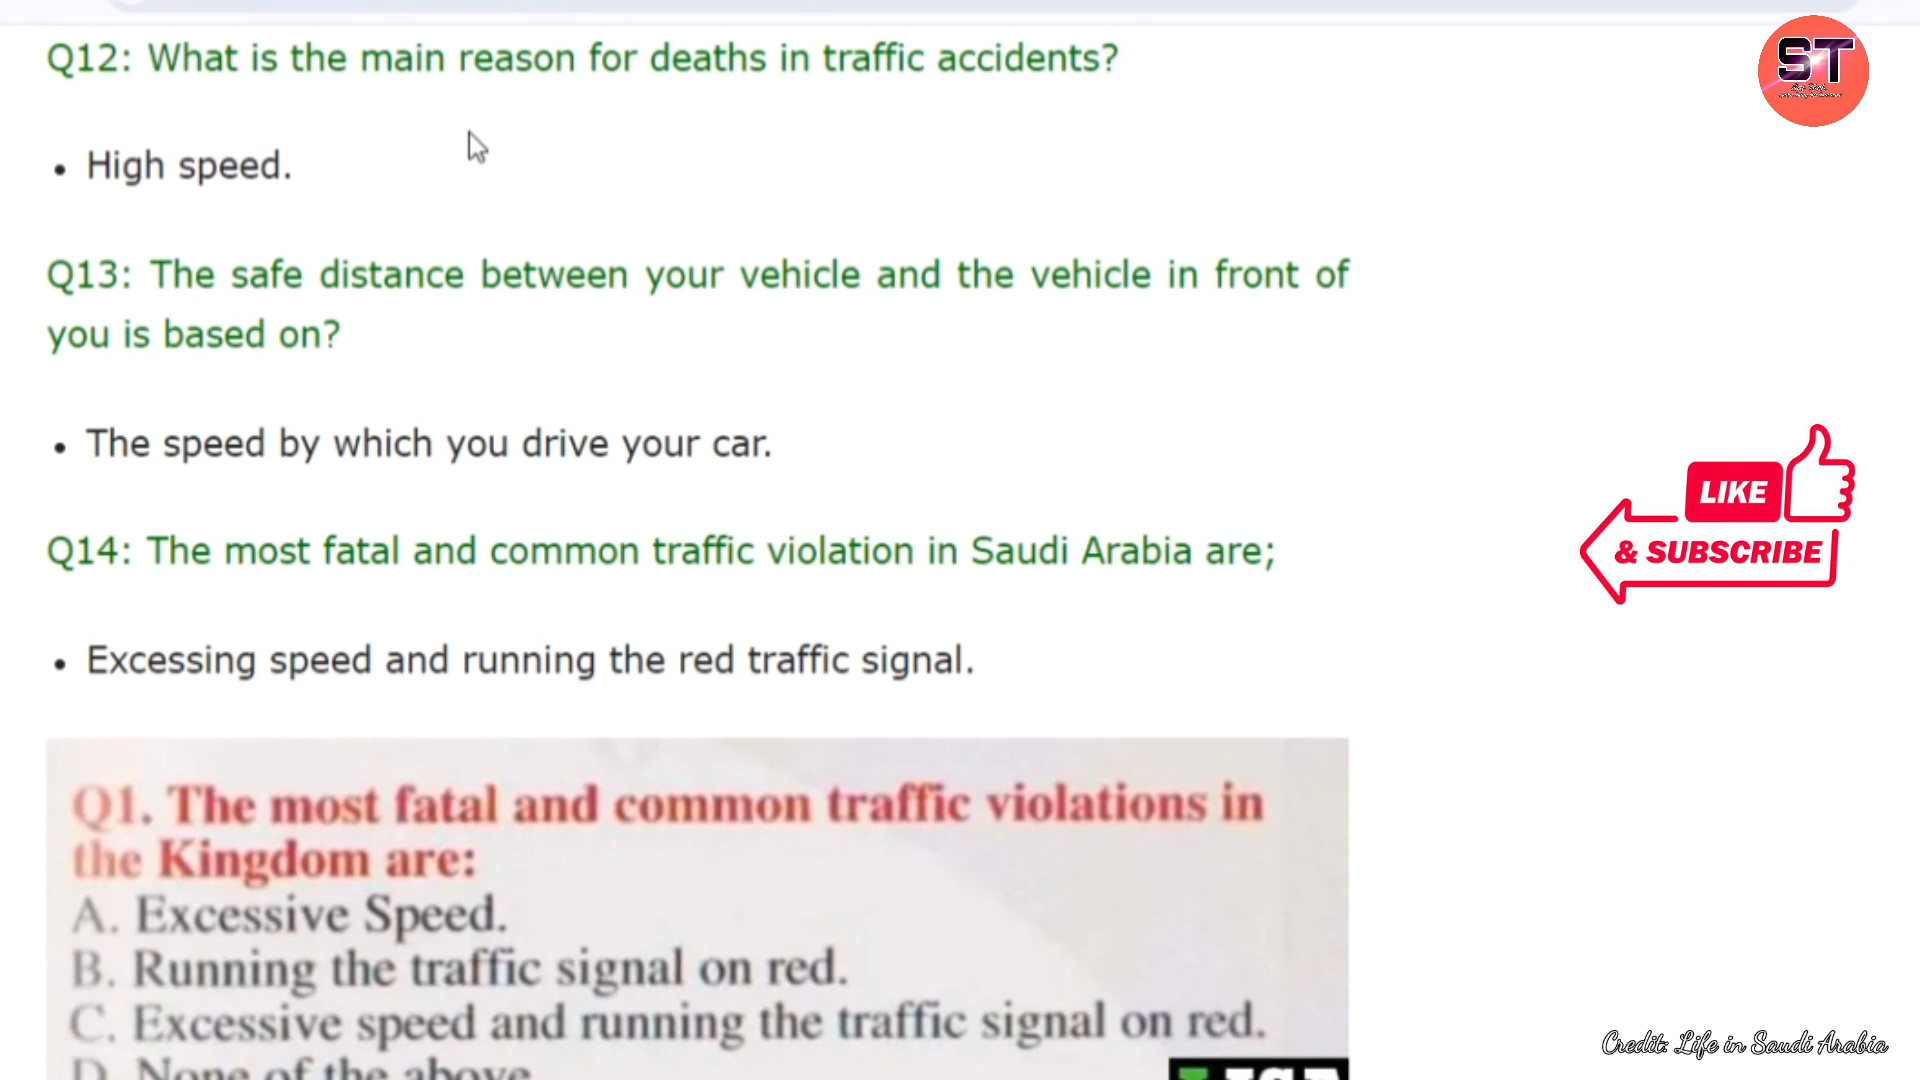 Q12: What is the main reason for deaths in traffic accidents?
ST
• High speed.
Q13: The safe distance between your vehicle and the vehicle in front of
you is based on?
• The speed by which you drive your car.
LIKE
& SUBSCRIBE
Q14: The most fatal and common traffic violation in Saudi Arabia are;
• Excessing speed and running the red traffic signal.
Q1. The most fatal and common traffic violations in
the Kingdom are:
A. Excessive Speed.
B. Running the traffic signal on red.
C. Excessive speed and running the traffic signal on red.
D. None of the above
Credit: Life in Saudi Arabia